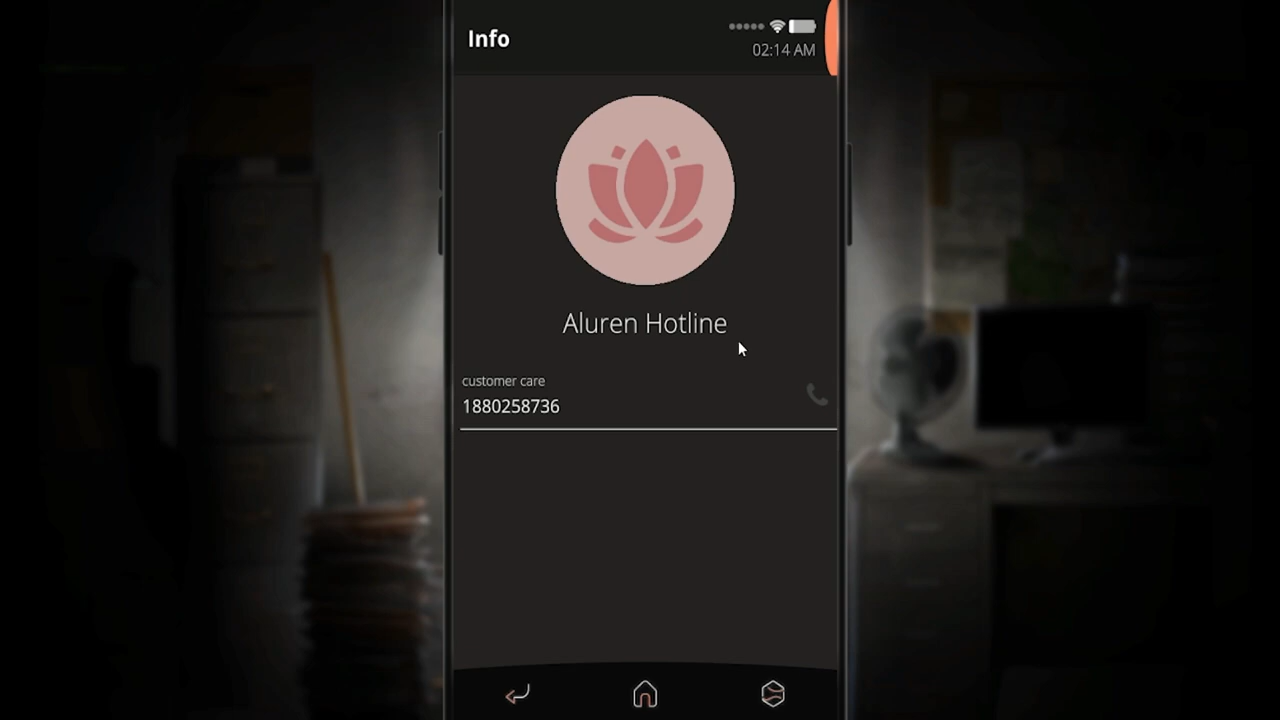 Info
02:14 AM
Aluren Hotline
customer care
1880258736